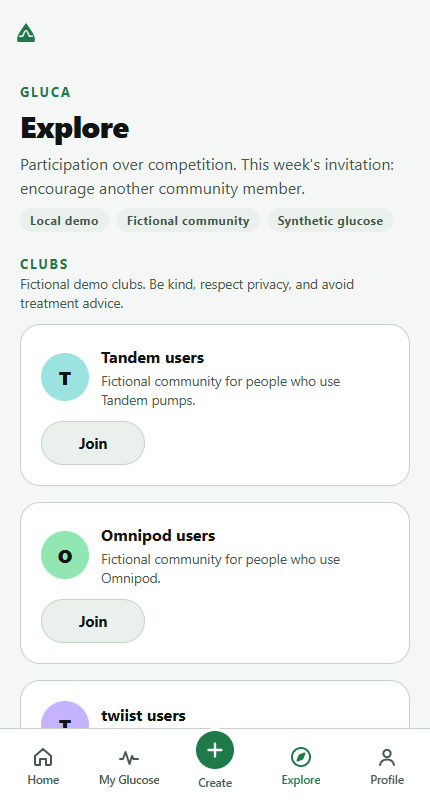 GLUCA
Explore
Participation over competition. This week's invitation:
encourage another community member.
Local demo
Fictional community
Synthetic glucose
CLUBS
Fictional demo clubs. Be kind, respect privacy, and avoid
treatment advice.
T
Tandem users
Fictional community for people who use
Tandem pumps.
Join
O
Omnipod users
Fictional community for people who use
Omnipod.
Join
T
twiist users
Home
My Glucose
Create
Explore
Profile